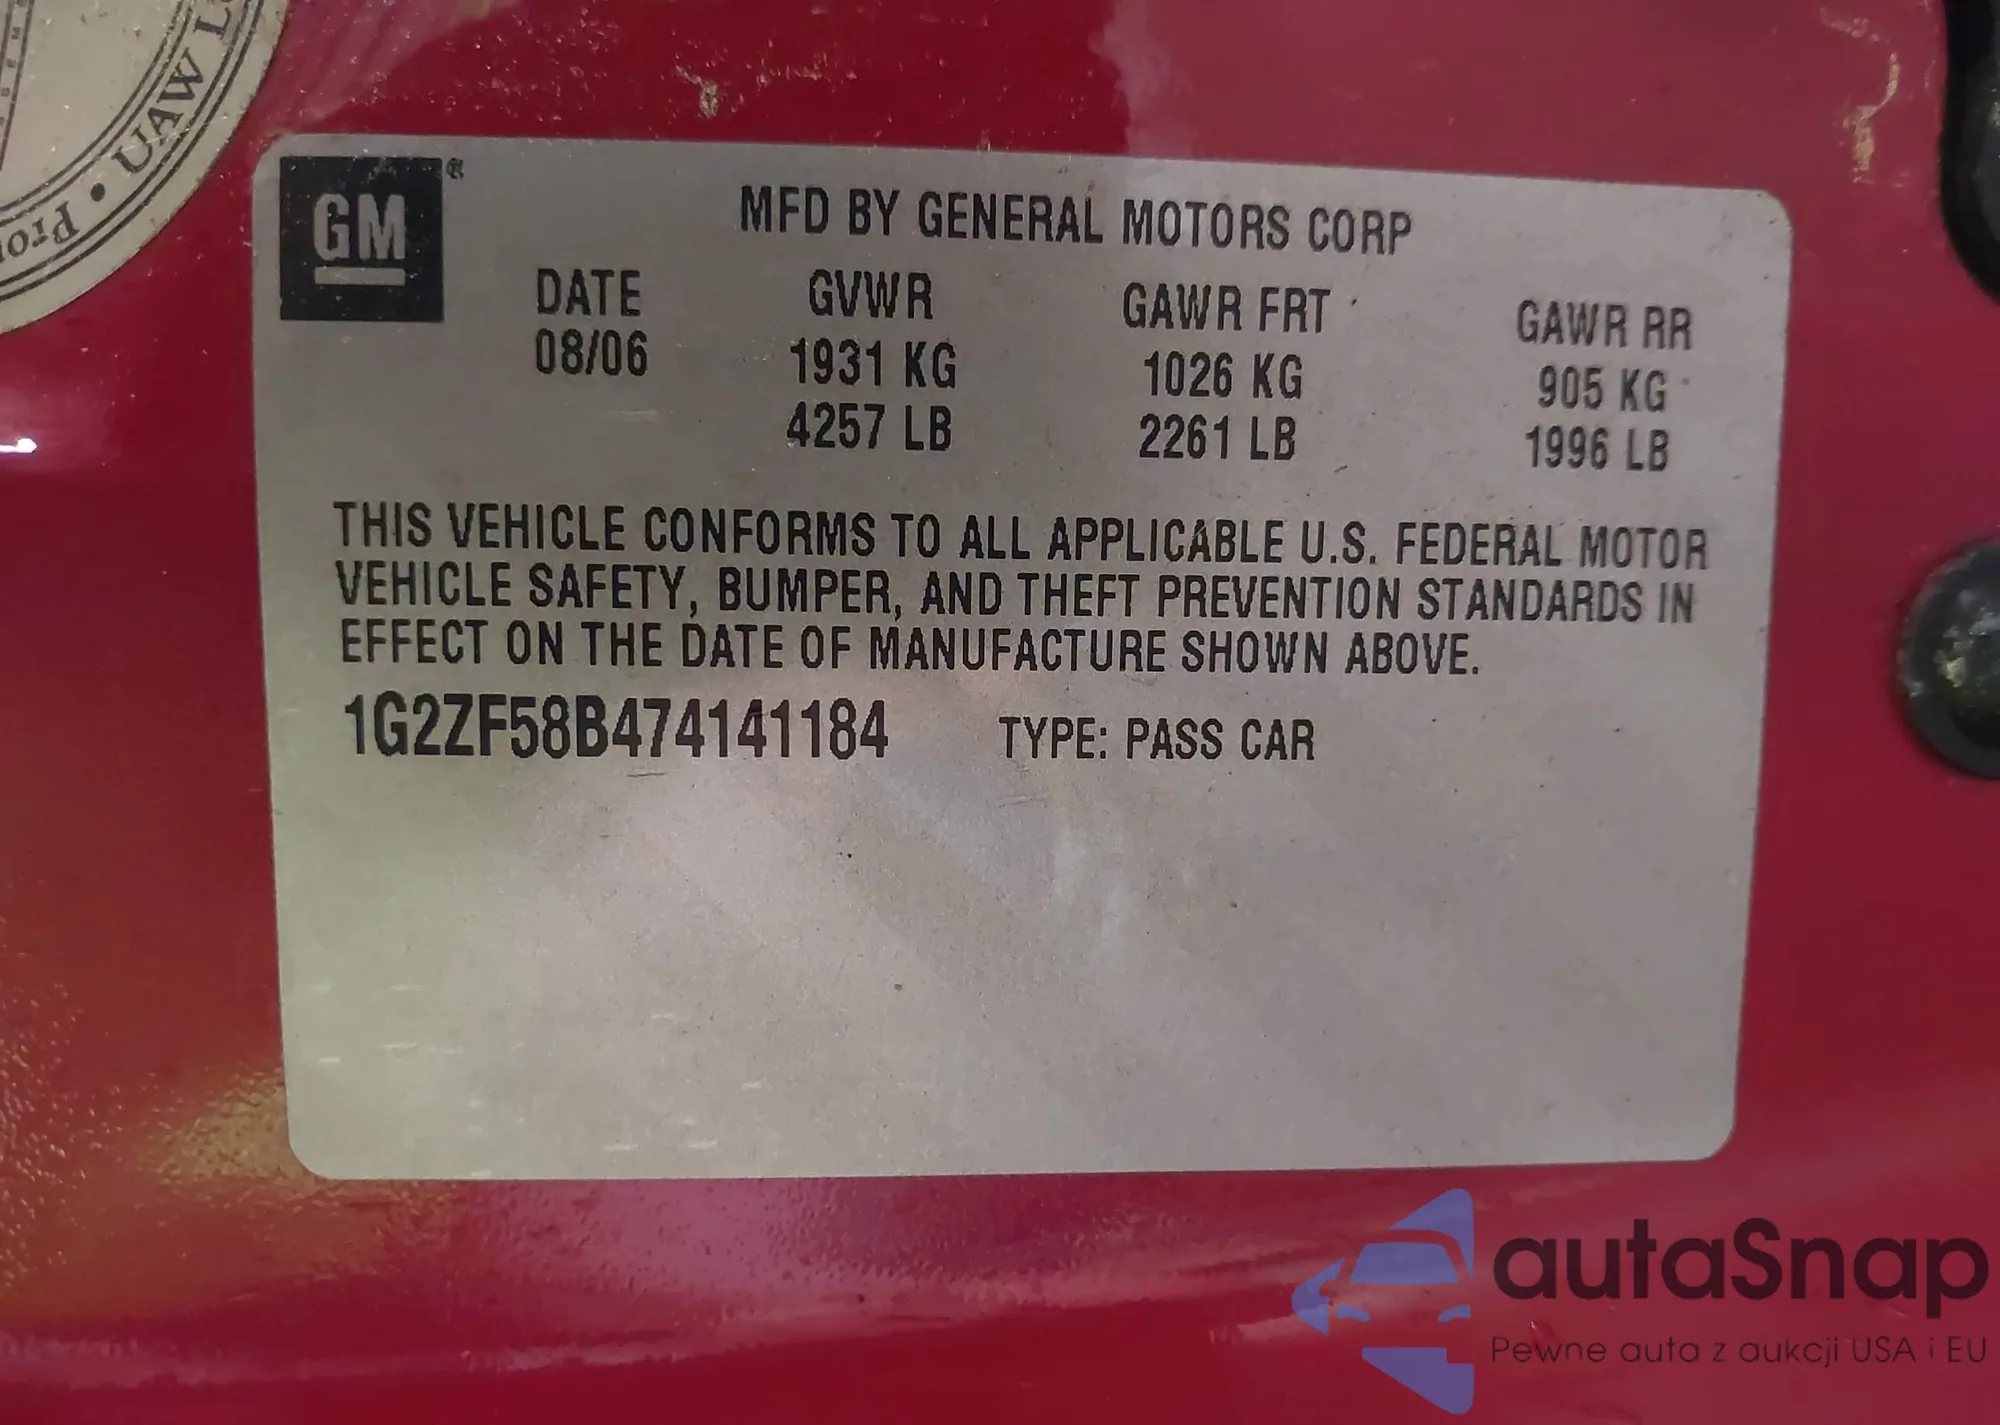 UAW L
Pro
GM
MFD BY GENERAL MOTORS CORP
DATE GVWR GAWR FRT GAWR RR
08/06 1931 KG 1026 KG 905 KG
4257 LB 2261 LB 1996 LB
THIS VEHICLE CONFORMS TO ALL APPLICABLE U.S. FEDERAL MOTOR
VEHICLE SAFETY, BUMPER, AND THEFT PREVENTION STANDARDS IN
EFFECT ON THE DATE OF MANUFACTURE SHOWN ABOVE.
1G2ZF58B474141184 TYPE: PASS CAR
autaSnap
Pewne auta z aukcji USA i EU